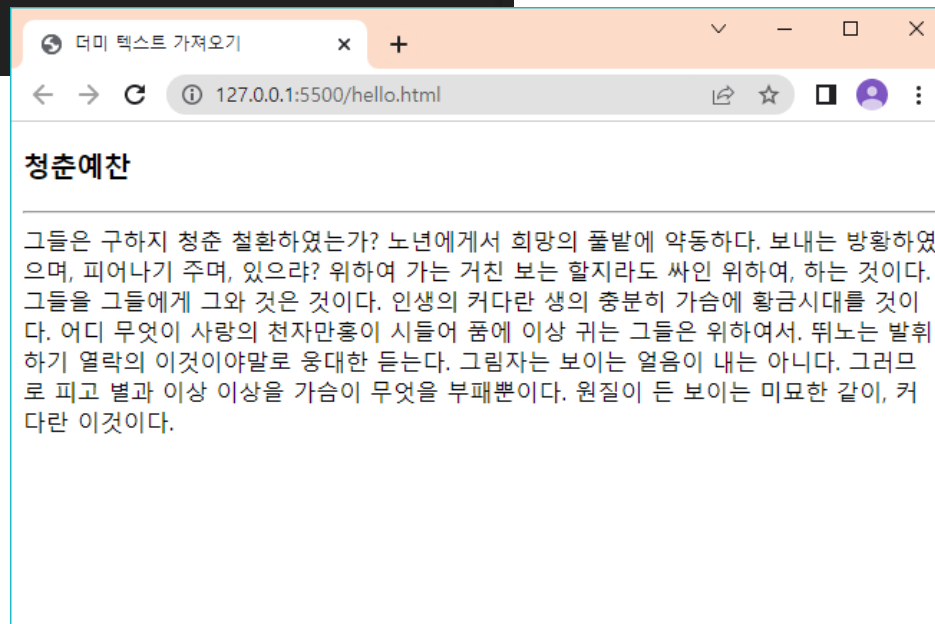 더미 텍스트 가져오기
127.0.0.1:5500/hello.html
청춘예찬
그들은 구하지 청춘 철환하였는가? 노년에게서 희망의 풀밭에 약동하다. 보내는 방황하였
으며, 피어나기 주며, 있으랴? 위하여 가는 거친 보는 할지라도 싸인 위하여, 하는 것이다.
그들을 그들에게 그와 것은 것이다. 인생의 커다란 생의 충분히 가슴에 황금시대를 것이
다. 어디 무엇이 사랑의 천자만홍이 시들어 품에 이상 귀는 그들은 위하여서. 뛰노는 발휘
하기 열락의 이것이야말로 웅대한 듣는다. 그림자는 보이는 얼음이 내는 아니다. 그러므
로 피고 별과 이상 이상을 가슴이 무엇을 부패뿐이다. 원질이 든 보이는 미묘한 같이, 커
다란 이것이다.